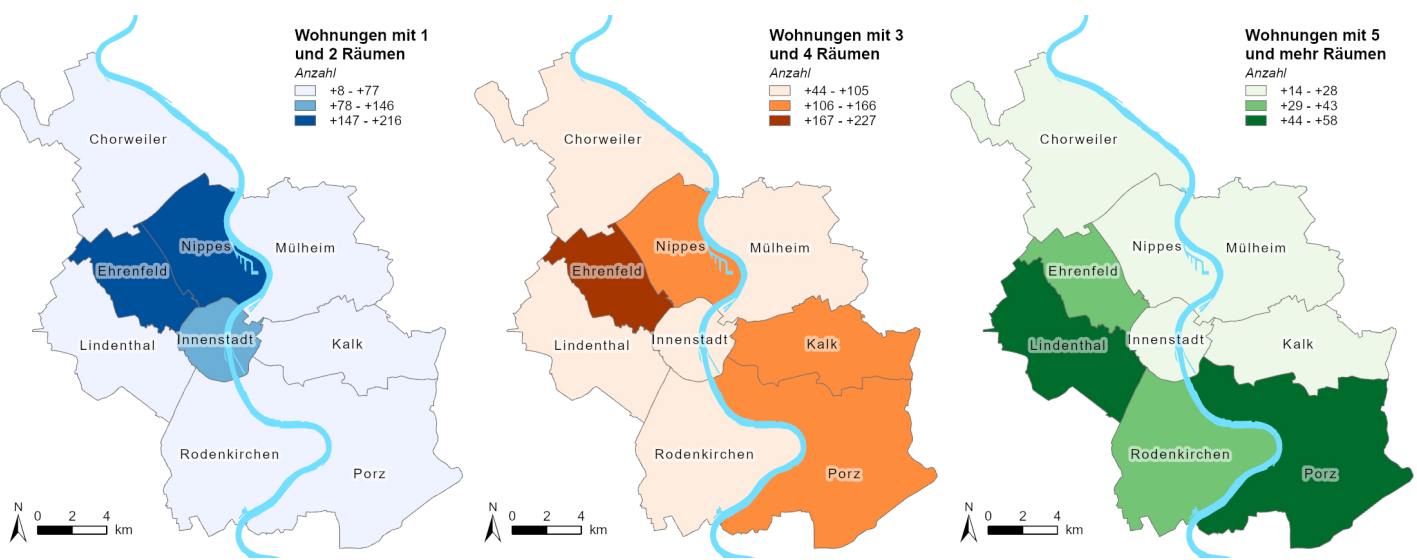 Wohnungen mit 1
und 2 Räumen
Anzahl
+8 - +77
+78 - +146
+147 - +216
Chorweiler
Nippes
Mülheim
Ehrenfeld
Innenstadt
Lindenthal
Kalk
Rodenkirchen
Porz
N
0 2 4
km
Wohnungen mit 3
und 4 Räumen
Anzahl
+44 - +105
+106 - +166
+167 - +227
Chorweiler
Nippes
Mülheim
Ehrenfeld
Innenstadt
Lindenthal
Kalk
Rodenkirchen
Porz
N
0 2 4
km
Wohnungen mit 5
und mehr Räumen
Anzahl
+14 - +28
+29 - +43
+44 - +58
Chorweiler
Nippes
Mülheim
Ehrenfeld
Innenstadt
Lindenthal
Kalk
Rodenkirchen
Porz
N
0 2 4
km